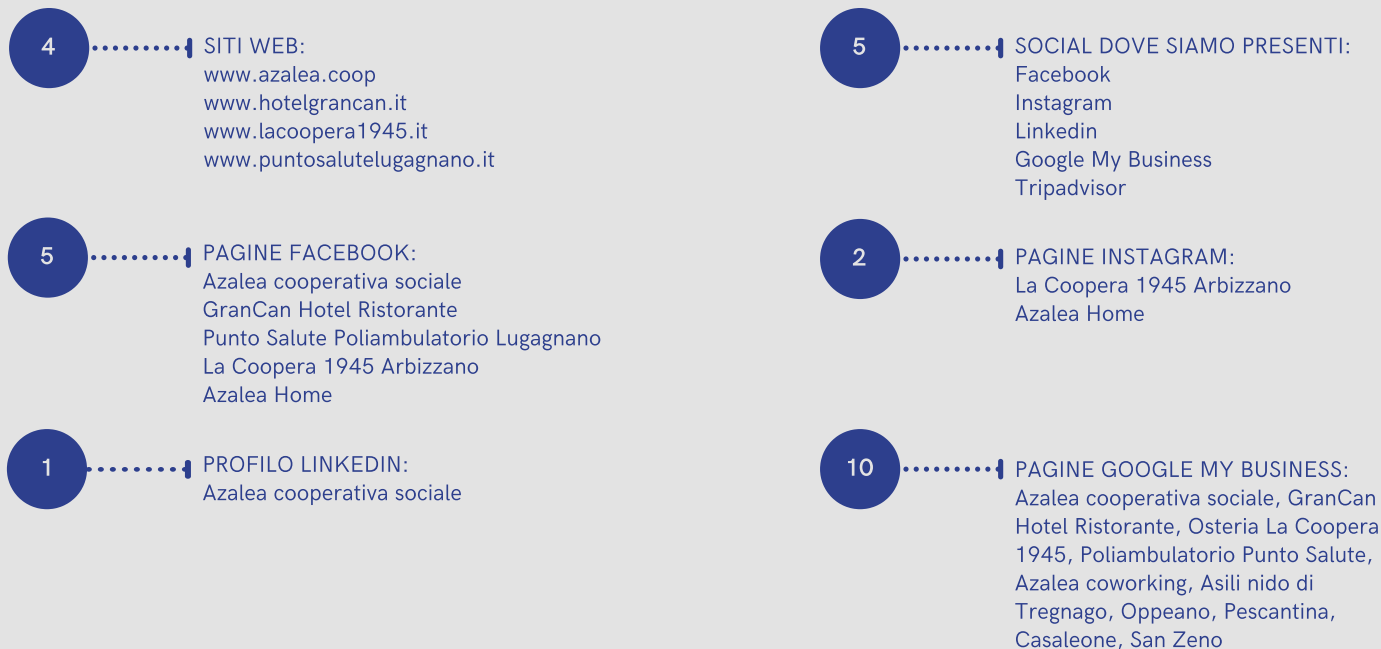 4
SITI WEB:
www.azalea.coop
www.hotelgrancan.it
www.lacoopera1945.it
www.puntosalutelugagnano.it
5
SOCIAL DOVE SIAMO PRESENTI:
Facebook
Instagram
Linkedin
Google My Business
Tripadvisor
5
PAGINE FACEBOOK:
Azalea cooperativa sociale
GranCan Hotel Ristorante
Punto Salute Poliambulatorio Lugagnano
La Coopera 1945 Arbizzano
Azalea Home
2
PAGINE INSTAGRAM:
La Coopera 1945 Arbizzano
Azalea Home
1
PROFILO LINKEDIN:
Azalea cooperativa sociale
10
PAGINE GOOGLE MY BUSINESS:
Azalea cooperativa sociale, GranCan
Hotel Ristorante, Osteria La Coopera
1945, Poliambulatorio Punto Salute,
Azalea coworking, Asili nido di
Tregnago, Oppeano, Pescantina,
Casaleone, San Zeno